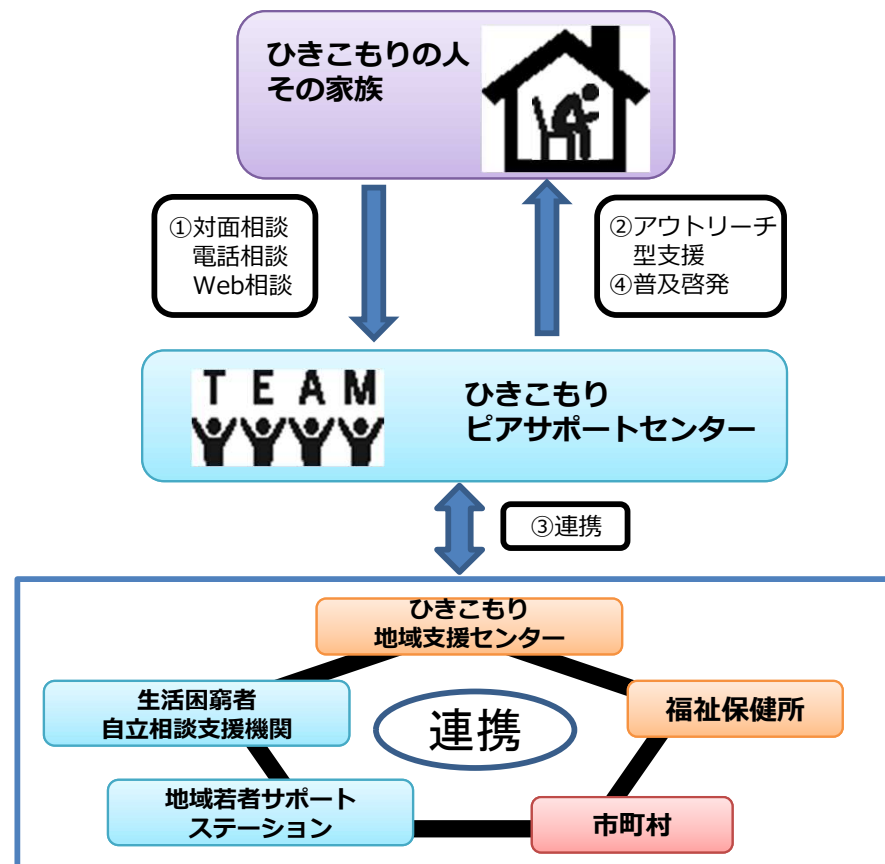 ひきこもりの人
その家族
①対面相談
電話相談
Web相談
②アウトリーチ
型支援
④普及啓発
TEAM
ひきこもり
ピアサポートセンター
③連携
ひきこもり
地域支援センター
生活困窮者
自立相談支援機関
連携
福祉保健所
地域若者サポート
ステーション
市町村